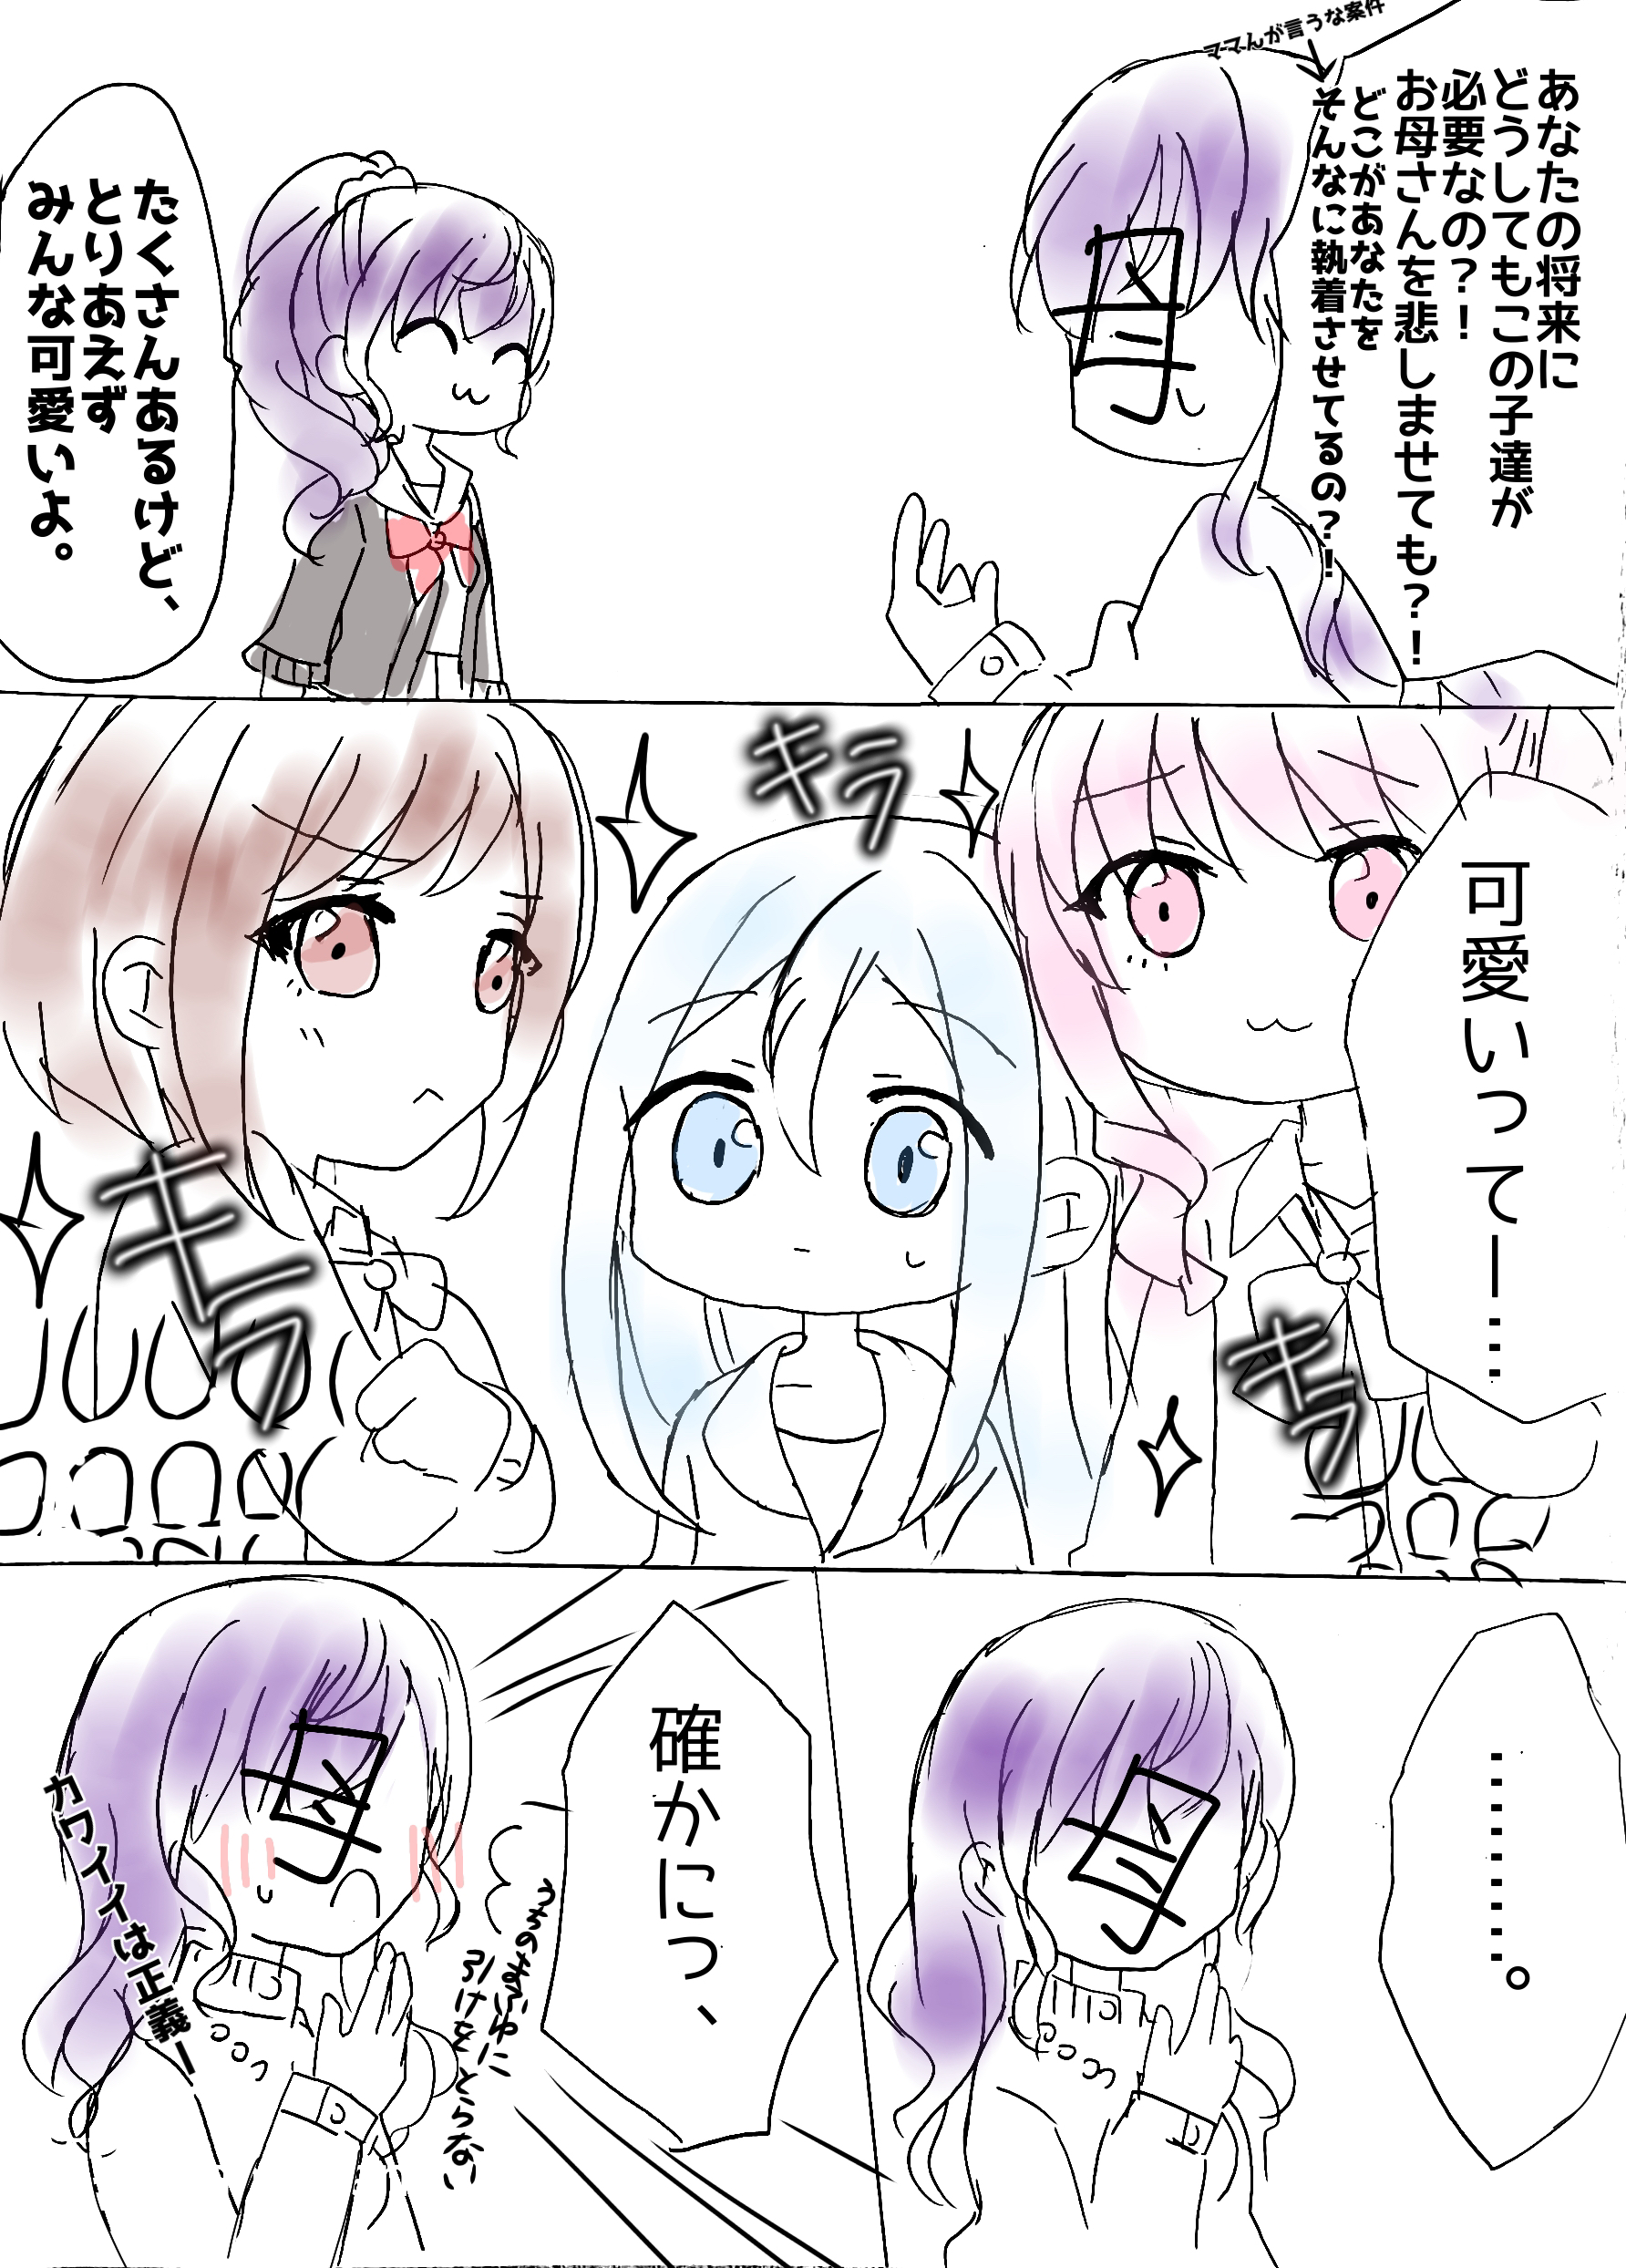 ママんが言うな案件
あなたの将来に
どうしてもこの子達が
必要なの?!
お母さんを悲しませても?!
どこがあなたを
そんなに執着させてるの?!
母
たくさんあるけど、
とりあえず
みんな可愛いよ。
可愛いってー……
キラ
キラ
キラ
…………。
母
確かにっ、
うちのまふゆに
引けをとらない
母
カワイイは正義ー